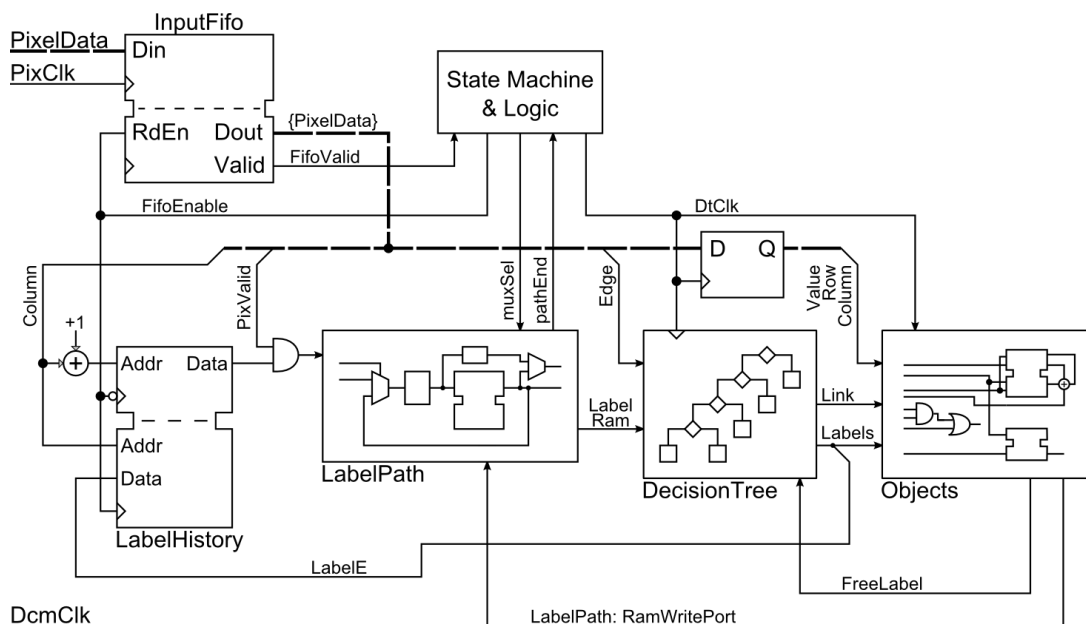 InputFifo
PixelData
Din
PixClk
State Machine
& Logic
RdEn
Dout
{PixelData}
Valid
FifoValid
FifoEnable
DtClk
D
Q
Column
PixValid
muxSel
pathEnd
Edge
Value
Row
Column
+1
+
Addr
Data
+
Label
Ram
Link
Labels
Addr
Data
LabelPath
DecisionTree
Objects
LabelHistory
LabelE
FreeLabel
DcmClk
LabelPath: RamWritePort